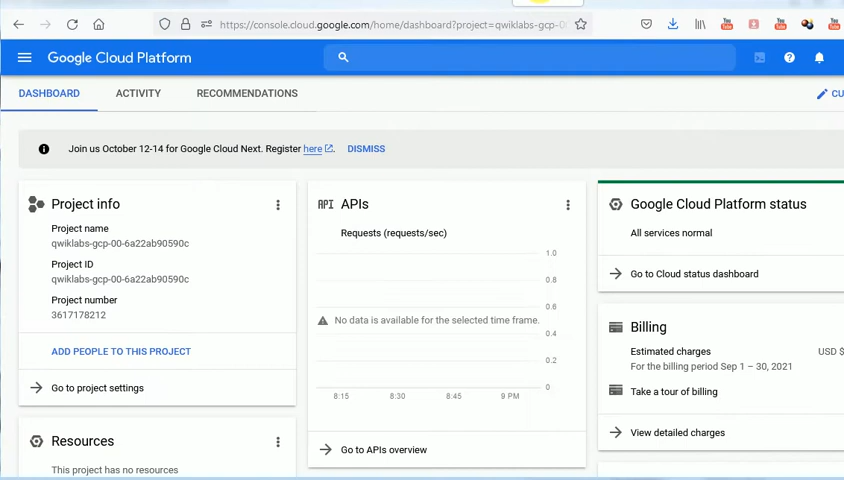 https://console.cloud.google.com/home/dashboard?project=qwiklabs-gcp-00
Google Cloud Platform
DASHBOARD ACTIVITY RECOMMENDATIONS
CU
Join us October 12-14 for Google Cloud Next. Register here. DISMISS
Project info
Project name
qwiklabs-gcp-00-6a22ab90590c
Project ID
qwiklabs-gcp-00-6a22ab90590c
Project number
3617178212
ADD PEOPLE TO THIS PROJECT
Go to project settings
Resources
This project has no resources
API APIs
Requests (requests/sec)
1.0
0.8
0.6
No data is available for the selected time frame.
0.4
0.2
0
8:15 8:30 8:45 9 PM
Go to APIs overview
Google Cloud Platform status
All services normal
Go to Cloud status dashboard
Billing
Estimated charges USD $
For the billing period Sep 1 – 30, 2021
Take a tour of billing
View detailed charges